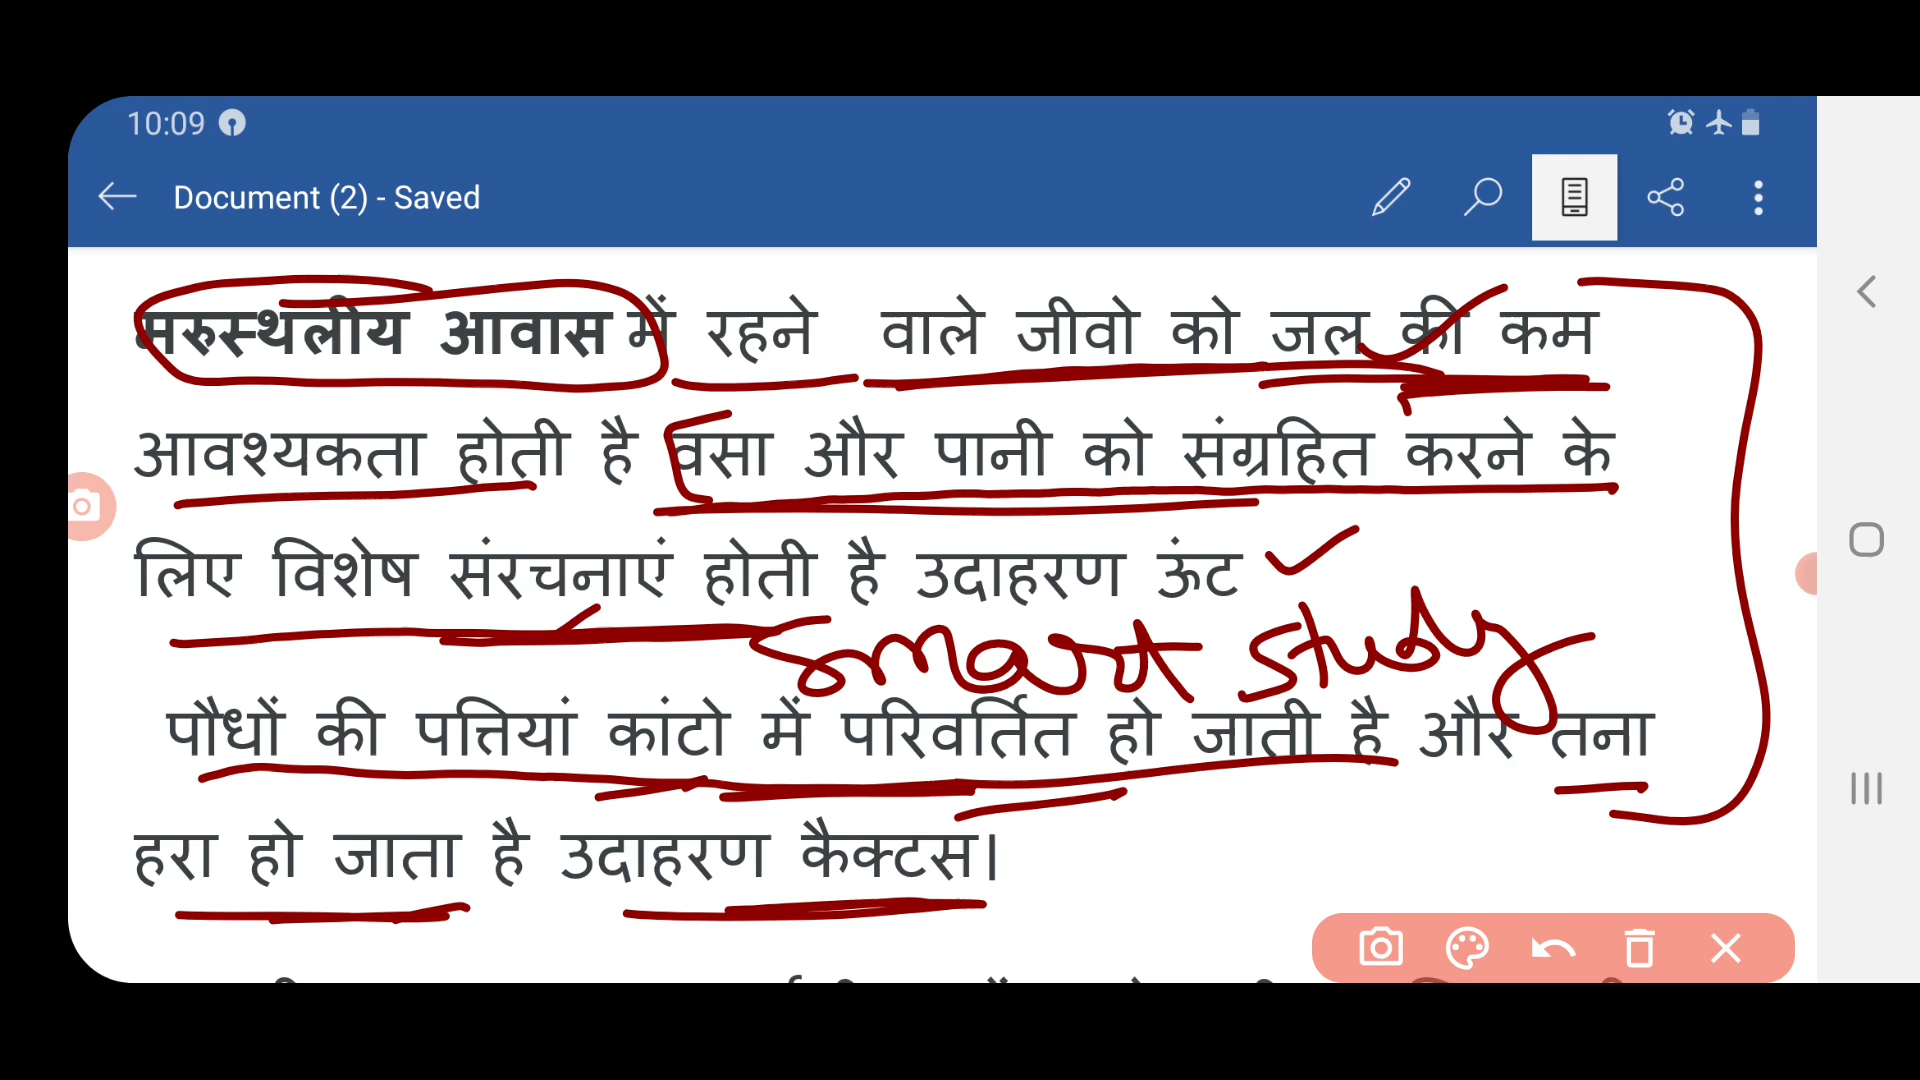 10:09
Document (2) - Saved
मरुस्थलीय आवास में रहने वाले जीवो को जल की कम
आवश्यकता होती है वसा और पानी को संग्रहित करने के
लिए विशेष संरचनाएं होती है उदाहरण ऊंट
smart study
पौधों की पत्तियां कांटो में परिवर्तित हो जाती है और तना
हरा हो जाता है उदाहरण कैक्टस।